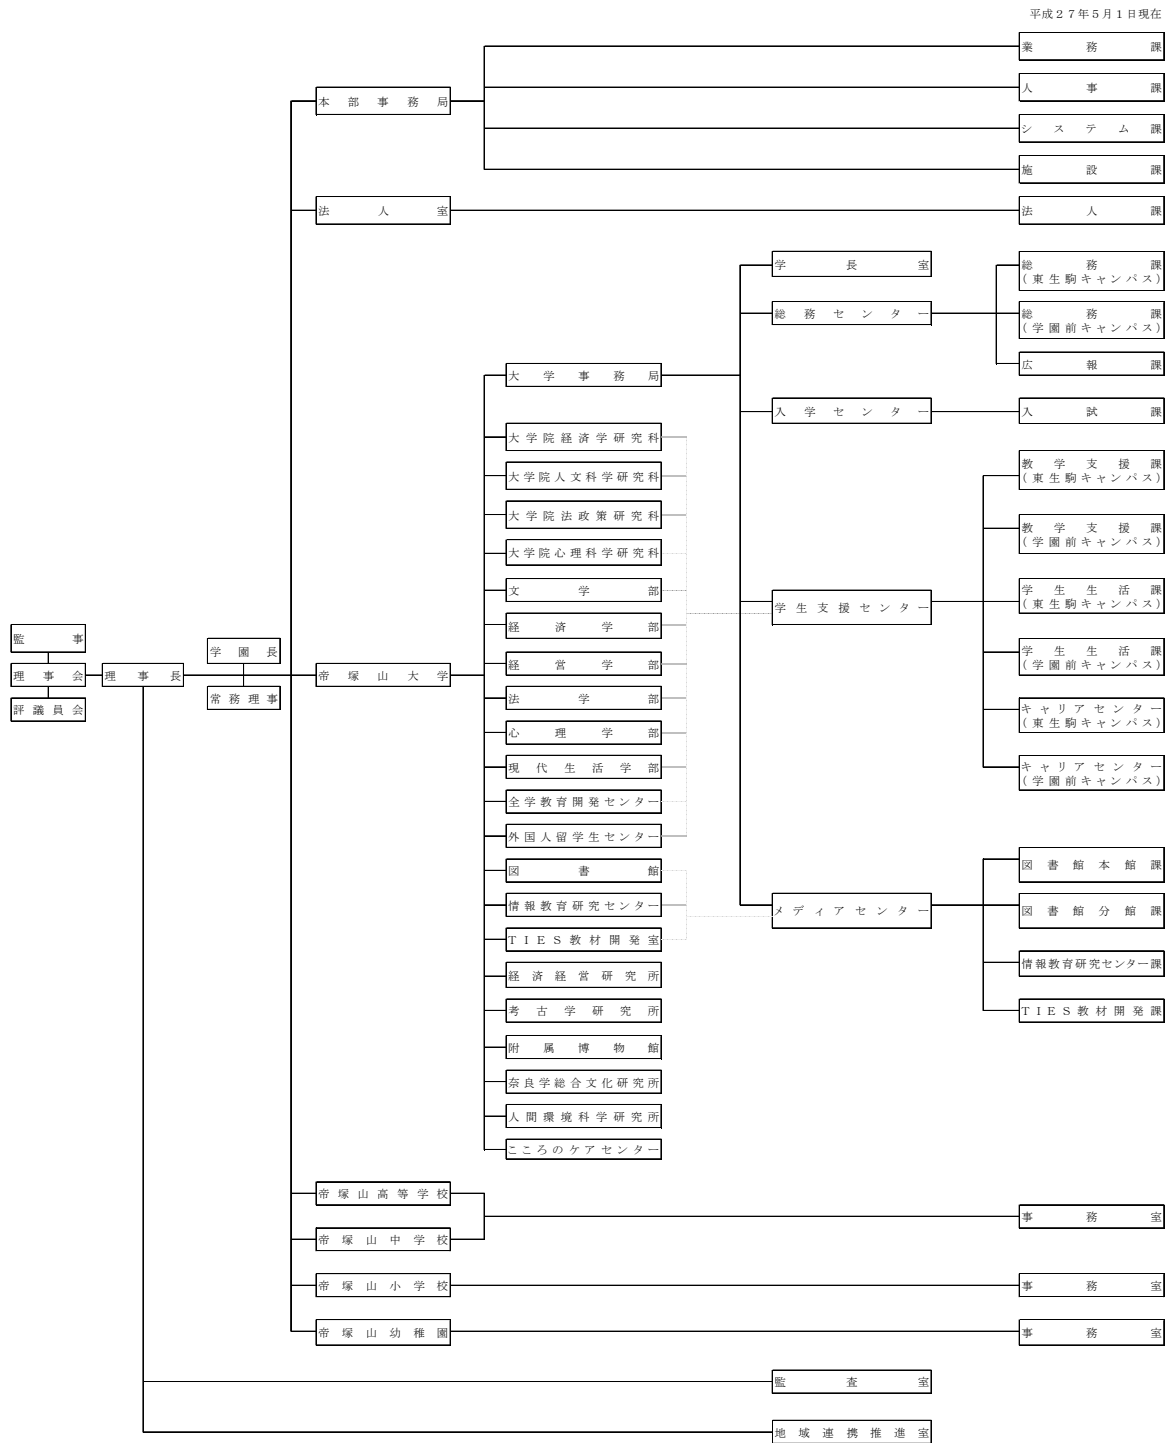 平成２７年５月１日現在
業務課
人事課
本部事務局
システム課
施設課
法人室
法人課
学長室
総務課
(東生駒キャンパス)
総務センター
総務課
(学園前キャンパス)
広報課
大学事務局
入学センター
入試課
大学院経済学研究科
大学院人文科学研究科
教学支援課
(東生駒キャンパス)
大学院法政策研究科
教学支援課
(学園前キャンパス)
大学院心理科学研究科
文学部
学生支援センター
学生生活課
(東生駒キャンパス)
経済学部
監事
学園長
経営学部
学生生活課
(学園前キャンパス)
理事会
理事長
帝塚山大学
評議員会
常務理事
法学部
キャリアセンター
(東生駒キャンパス)
心理学部
現代生活学部
キャリアセンター
(学園前キャンパス)
全学教育開発センター
外国人留学生センター
図書館
図書館本館課
情報教育研究センター
メディアセンター
図書館分館課
ＴＩＥＳ教材開発室
情報教育研究センター課
経済経営研究所
考古学研究所
ＴＩＥＳ教材開発課
附属博物館
奈良学総合文化研究所
人間環境科学研究所
こころのケアセンター
帝塚山高等学校
事務室
帝塚山中学校
帝塚山小学校
事務室
帝塚山幼稚園
事務室
監査室
地域連携推進室